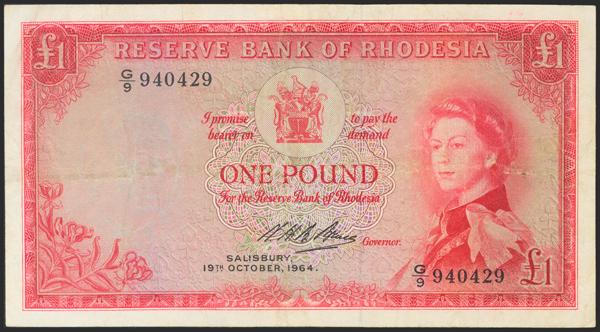 £1 RESERVE BANK OF RHODESIA £1
G/9 940429
I promise to pay the
bearer on demand
ONE POUND
For the Reserve Bank of Rhodesia
Governor.
SALISBURY,
19TH OCTOBER, 1964.
G/9 940429 £1